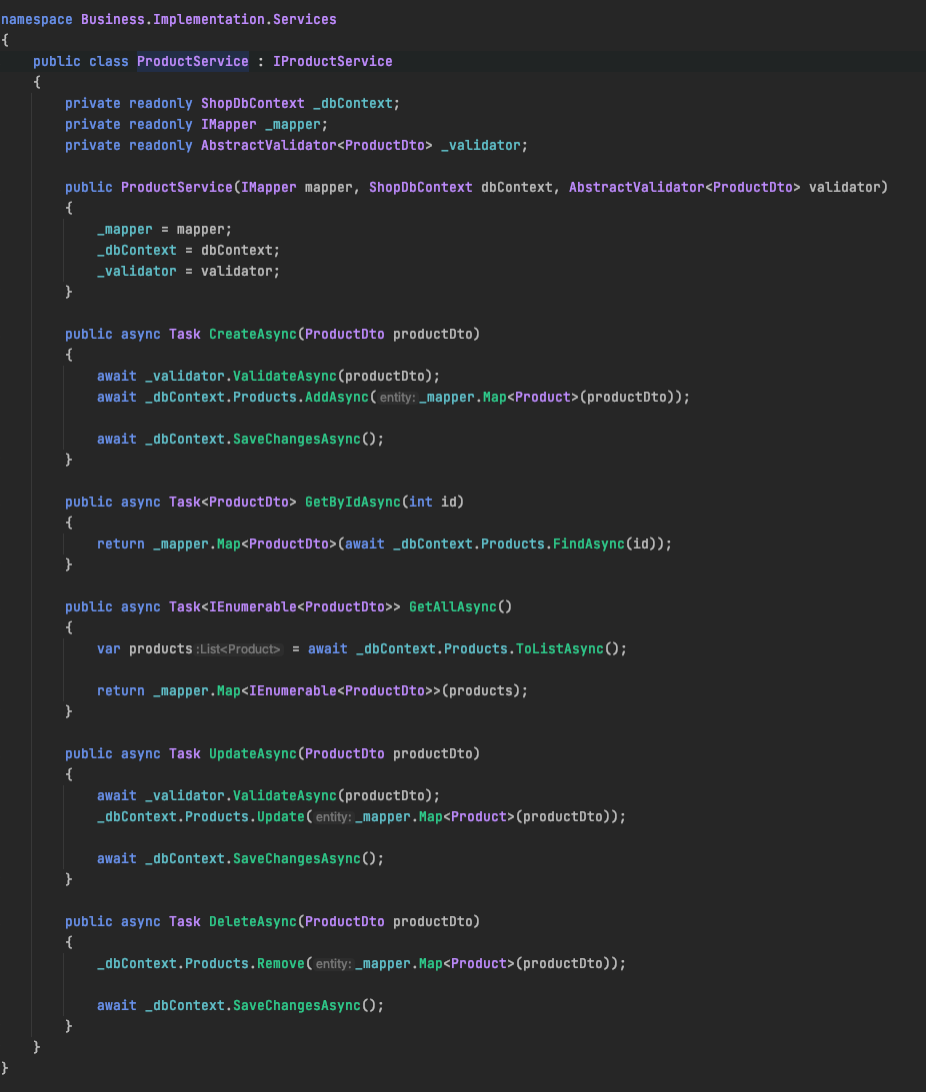 namespace Business.Implementation.Services
{
    public class ProductService : IProductService
    {
        private readonly ShopDbContext _dbContext;
        private readonly IMapper _mapper;
        private readonly AbstractValidator<ProductDto> _validator;

        public ProductService(IMapper mapper, ShopDbContext dbContext, AbstractValidator<ProductDto> validator)
        {
            _mapper = mapper;
            _dbContext = dbContext;
            _validator = validator;
        }

        public async Task CreateAsync(ProductDto productDto)
        {
            await _validator.ValidateAsync(productDto);
            await _dbContext.Products.AddAsync(entity: _mapper.Map<Product>(productDto));

            await _dbContext.SaveChangesAsync();
        }

        public async Task<ProductDto> GetByIdAsync(int id)
        {
            return _mapper.Map<ProductDto>(await _dbContext.Products.FindAsync(id));
        }

        public async Task<IEnumerable<ProductDto>> GetAllAsync()
        {
            var products :List<Product> = await _dbContext.Products.ToListAsync();

            return _mapper.Map<IEnumerable<ProductDto>>(products);
        }

        public async Task UpdateAsync(ProductDto productDto)
        {
            await _validator.ValidateAsync(productDto);
            _dbContext.Products.Update(entity: _mapper.Map<Product>(productDto));

            await _dbContext.SaveChangesAsync();
        }

        public async Task DeleteAsync(ProductDto productDto)
        {
            _dbContext.Products.Remove(entity: _mapper.Map<Product>(productDto));

            await _dbContext.SaveChangesAsync();
        }
    }
}